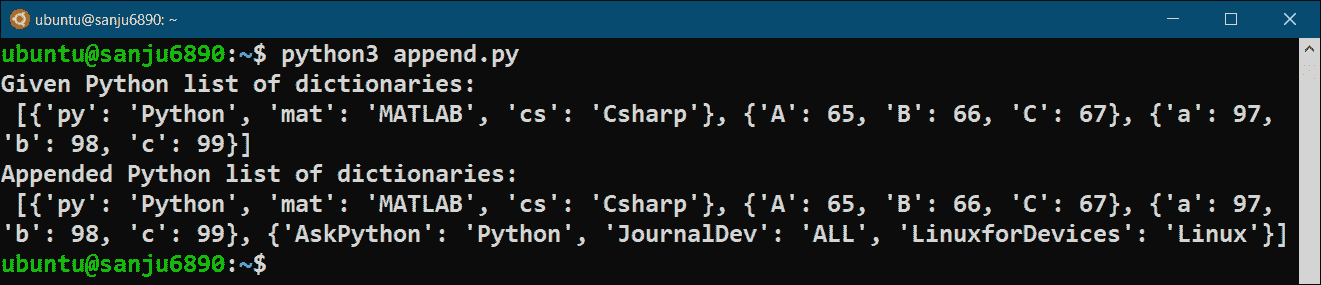 ubuntu@sanju6890: ~
ubuntu@sanju6890:~$ python3 append.py
Given Python list of dictionaries:
 [{'py': 'Python', 'mat': 'MATLAB', 'cs': 'Csharp'}, {'A': 65, 'B': 66, 'C': 67}, {'a': 97,
'b': 98, 'c': 99}]
Appended Python list of dictionaries:
 [{'py': 'Python', 'mat': 'MATLAB', 'cs': 'Csharp'}, {'A': 65, 'B': 66, 'C': 67}, {'a': 97,
'b': 98, 'c': 99}, {'AskPython': 'Python', 'JournalDev': 'ALL', 'LinuxforDevices': 'Linux'}]
ubuntu@sanju6890:~$